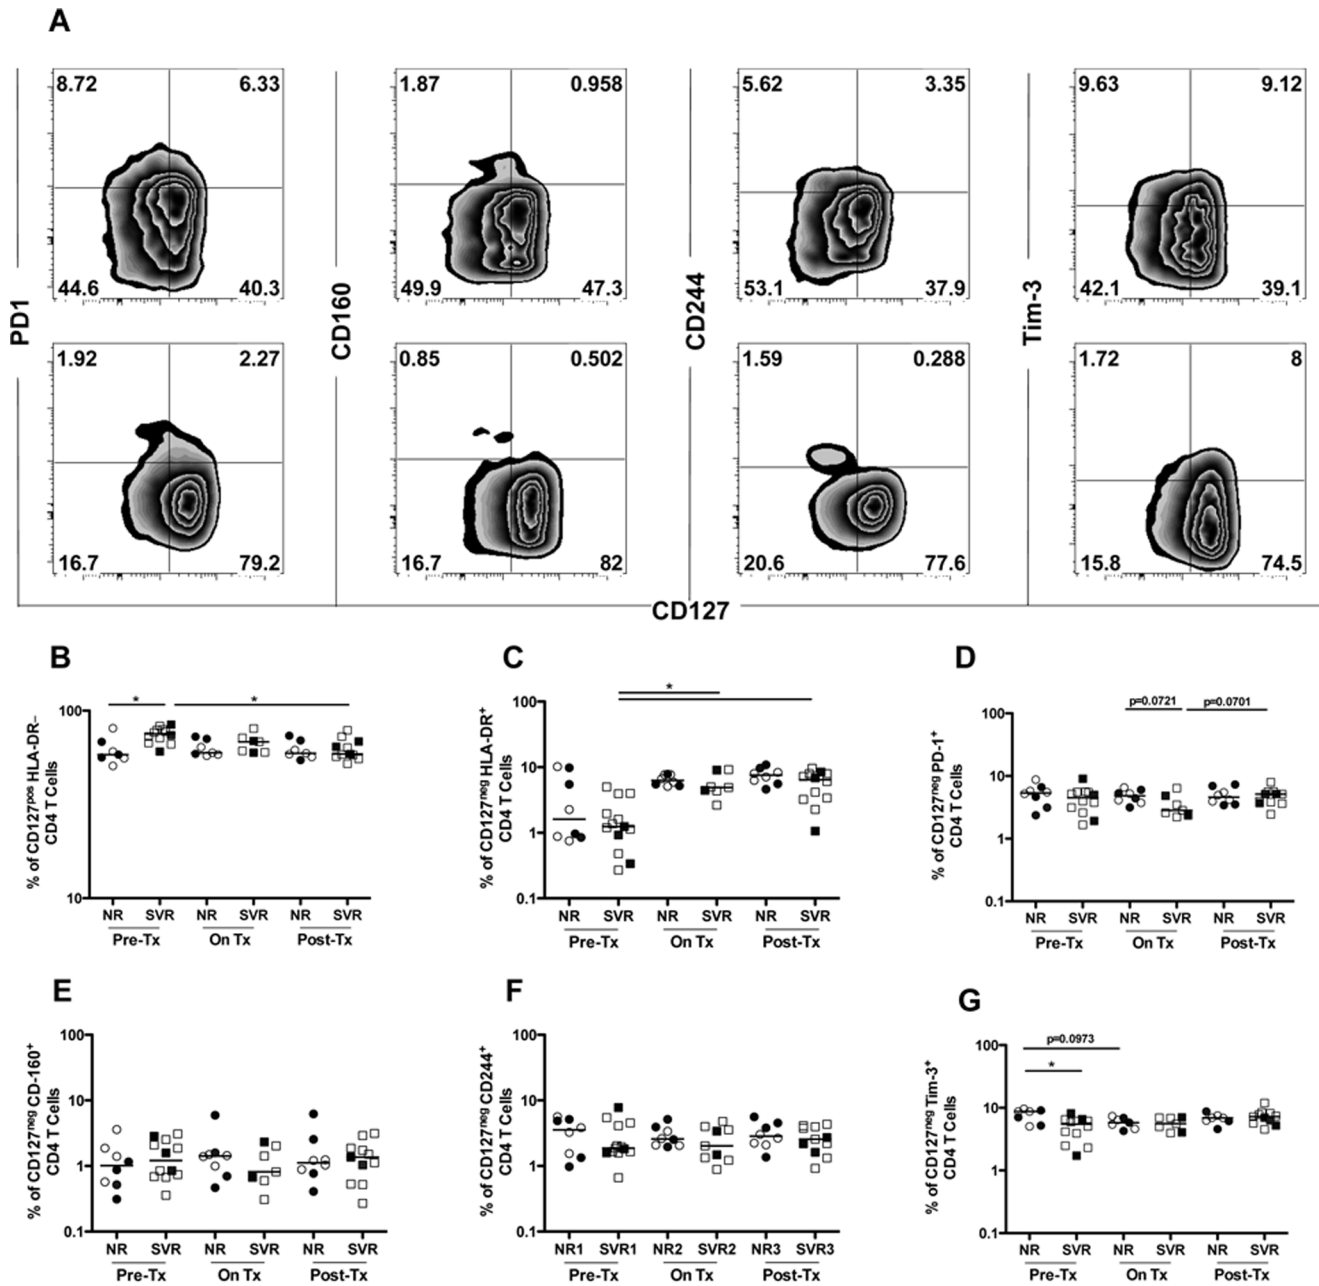 A
8.72 6.33
44.6 40.3
PD1
1.87 0.958
49.9 47.3
CD160
5.62 3.35
53.1 37.9
CD244
9.63 9.12
42.1 39.1
Tim-3
1.92 2.27
16.7 79.2
0.85 0.502
16.7 82
1.59 0.288
20.6 77.6
1.72 8
15.8 74.5
CD127
B
% of CD127pos HLA-DR–
CD4 T Cells
100
10
* *
NR SVR NR SVR NR SVR
Pre-Tx On Tx Post-Tx
C
% of CD127neg HLA-DR+
CD4 T Cells
100
10
1
0.1
*
NR SVR NR SVR NR SVR
Pre-Tx On Tx Post-Tx
D
% of CD127neg PD-1+
CD4 T Cells
100
10
1
0.1
p=0.0721 p=0.0701
NR SVR NR SVR NR SVR
Pre-Tx On Tx Post-Tx
E
% of CD127neg CD-160+
CD4 T Cells
100
10
1
0.1
NR SVR NR SVR NR SVR
Pre-Tx On Tx Post-Tx
F
% of CD127neg CD244+
CD4 T Cells
100
10
1
0.1
NR1 SVR1 NR2 SVR2 NR3 SVR3
Pre-Tx On Tx Post-Tx
G
% of CD127neg Tim-3+
CD4 T Cells
100
10
1
0.1
p=0.0973
*
NR SVR NR SVR NR SVR
Pre-Tx On Tx Post-Tx